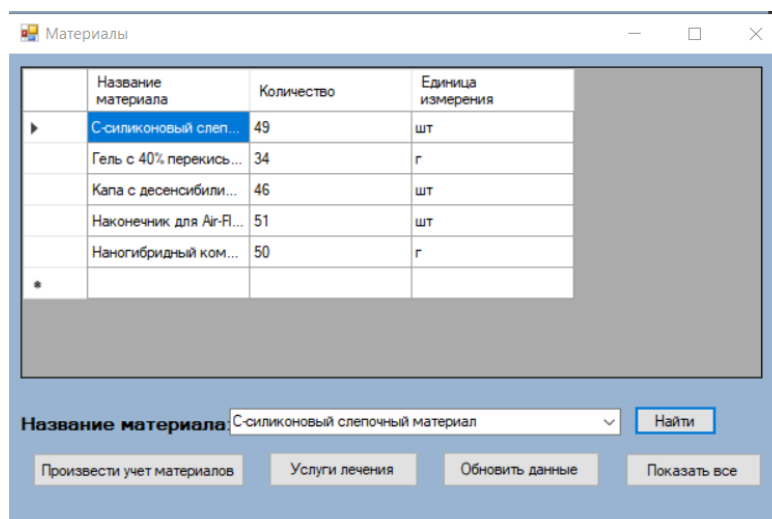 Материалы
Название материала Количество Единица измерения
С-силиконовый слеп... 49 шт
Гель с 40% перекись... 34 г
Капа с десенсибили... 46 шт
Наконечник для Air-Fl... 51 шт
Наногибридный ком... 50 г
Название материала: С-силиконовый слепочный материал Найти
Произвести учет материалов Услуги лечения Обновить данные Показать все